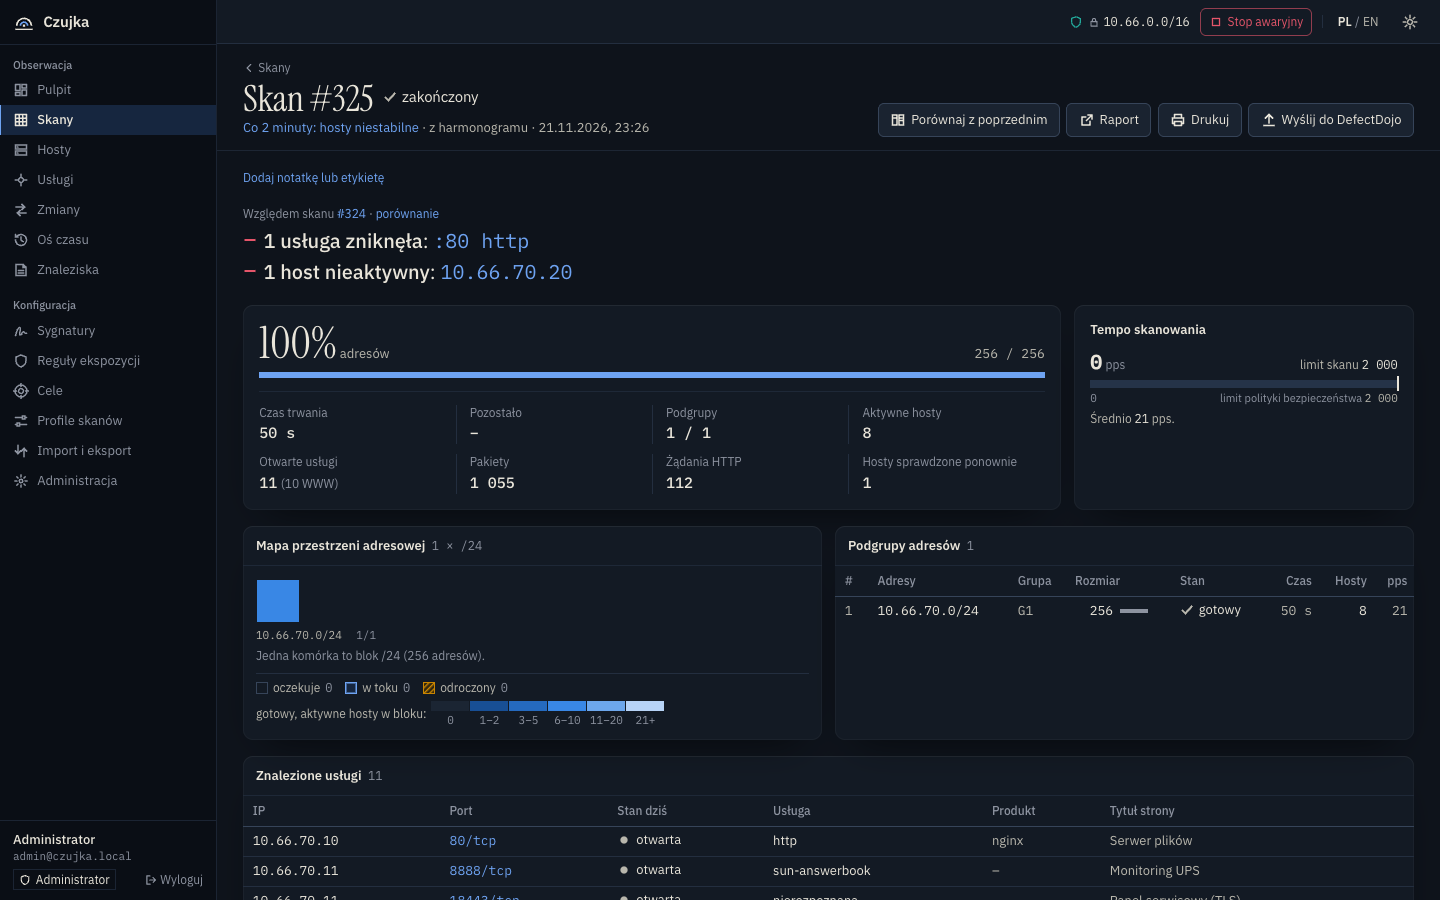 Czujka
10.66.0.0/16
Stop awaryjny
PL / EN
Obserwacja
Pulpit
Skany
Hosty
Usługi
Zmiany
Oś czasu
Znaleziska
Konfiguracja
Sygnatury
Reguły ekspozycji
Cele
Profile skanów
Import i eksport
Administracja
Administrator
admin@czujka.local
Administrator
Wyloguj
Skany
Skan #325 zakończony
Co 2 minuty: hosty niestabilne · z harmonogramu · 21.11.2026, 23:26
Porównaj z poprzednim
Raport
Drukuj
Wyślij do DefectDojo
Dodaj notatkę lub etykietę
Względem skanu #324 · porównanie
− 1 usługa zniknęła: :80 http
− 1 host nieaktywny: 10.66.70.20
100% adresów 256 / 256
Czas trwania Pozostało Podgrupy Aktywne hosty
50 s – 1 / 1 8
Otwarte usługi Pakiety Żądania HTTP Hosty sprawdzone ponownie
11 (10 WWW) 1 055 112 1
Tempo skanowania
0 pps limit skanu 2 000
0 limit polityki bezpieczeństwa 2 000
Średnio 21 pps.
Mapa przestrzeni adresowej 1 × /24
10.66.70.0/24 1/1
Jedna komórka to blok /24 (256 adresów).
oczekuje 0 w toku 0 odroczony 0
gotowy, aktywne hosty w bloku:
0 1–2 3–5 6–10 11–20 21+
Podgrupy adresów 1
# Adresy Grupa Rozmiar Stan Czas Hosty pps
1 10.66.70.0/24 G1 256 gotowy 50 s 8 21
Znalezione usługi 11
IP Port Stan dziś Usługa Produkt Tytuł strony
10.66.70.10 80/tcp otwarta http nginx Serwer plików
10.66.70.11 8888/tcp otwarta sun-answerbook – Monitoring UPS
10.66.70.11 18443/tcp otwarta nierozpoznana Panel serwisowy (TLS)